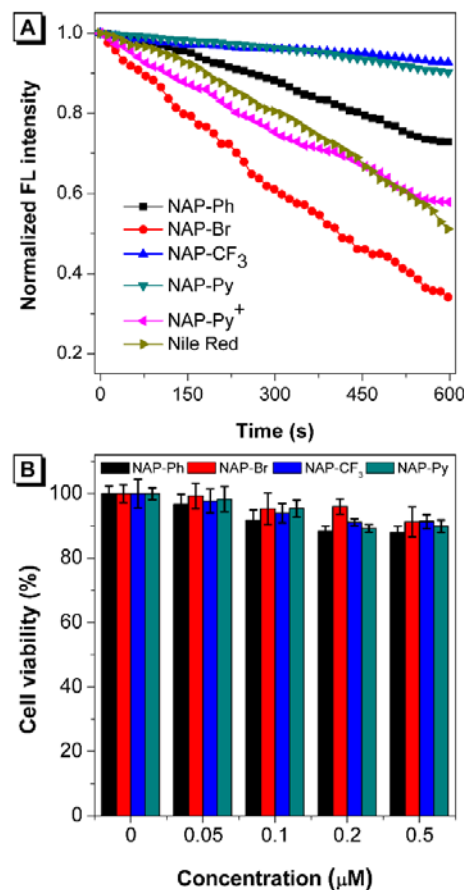 A
Normalized FL intensity
1.0
0.8
0.6
0.4
0.2
NAP-Ph
NAP-Br
NAP-CF3
NAP-Py
NAP-Py+
Nile Red
0 150 300 450 600
Time (s)
B
NAP-Ph NAP-Br NAP-CF3 NAP-Py
Cell viability (%)
100
80
60
40
20
0
0 0.05 0.1 0.2 0.5
Concentration (μM)